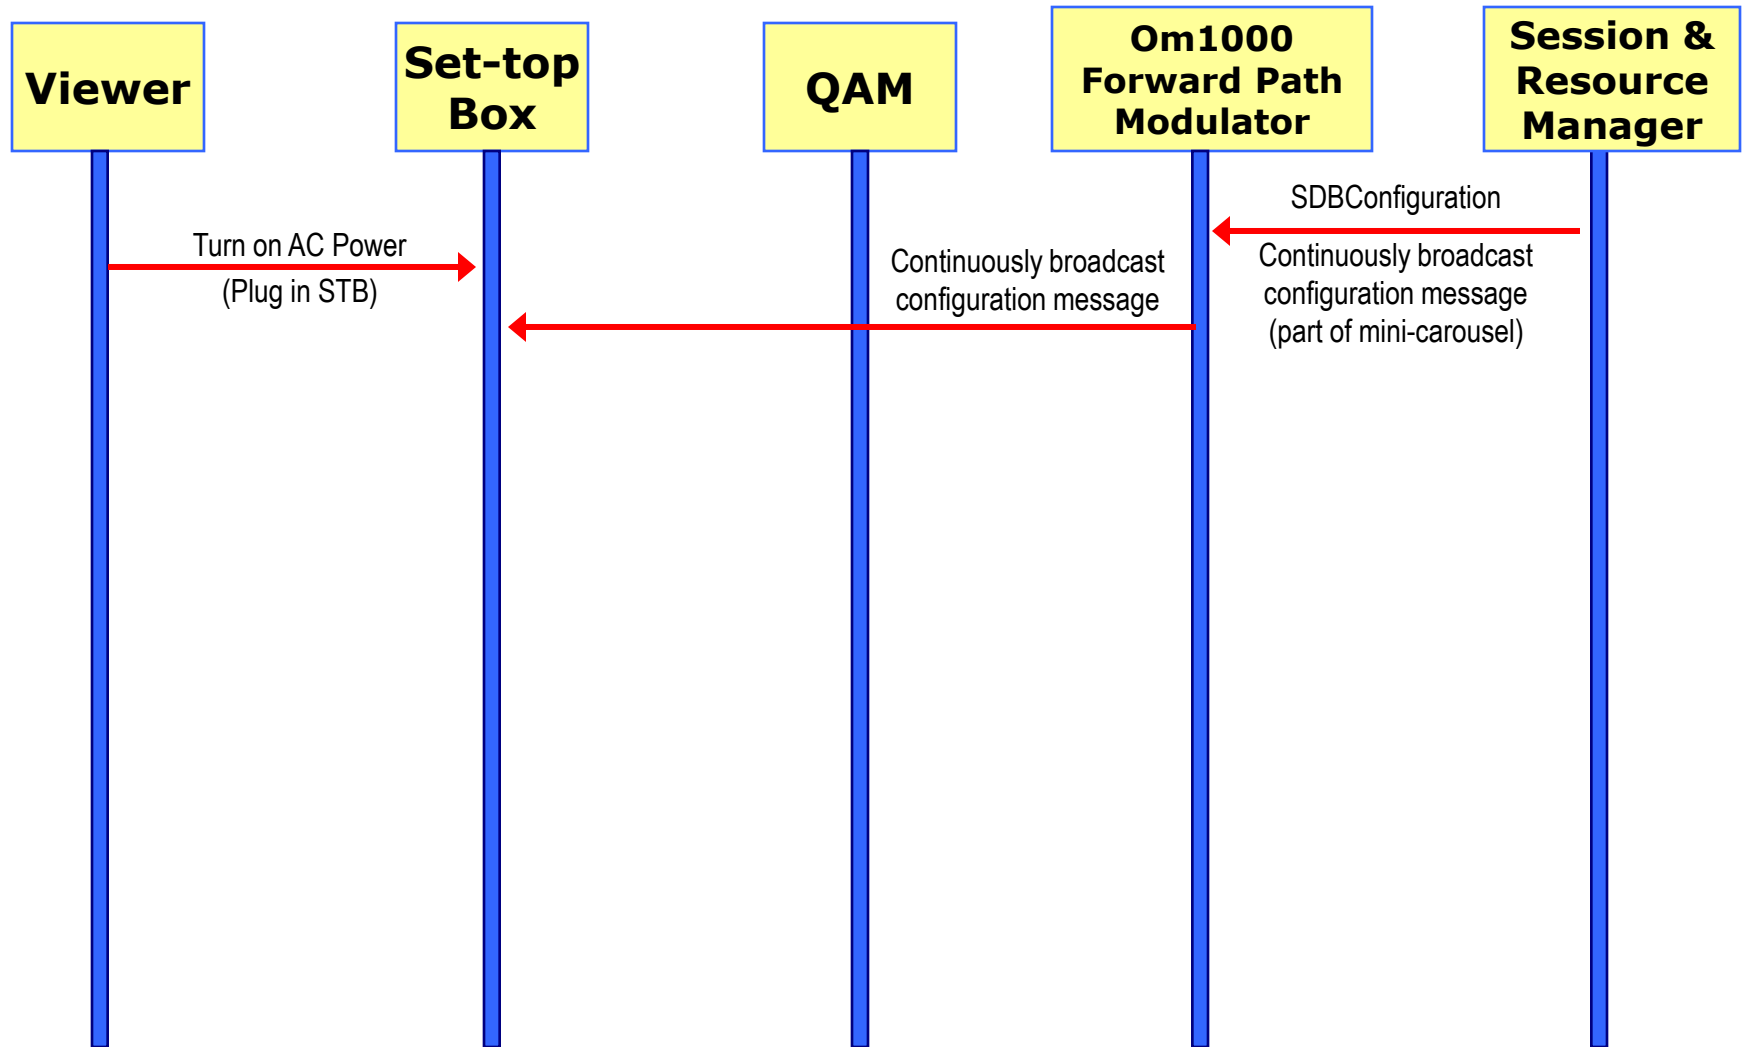 Viewer
Set-top
Box
QAM
Om1000
Forward Path
Modulator
Session &
Resource
Manager
SDBConfiguration
Continuously broadcast
configuration message
(part of mini-carousel)
Turn on AC Power
(Plug in STB)
Continuously broadcast
configuration message